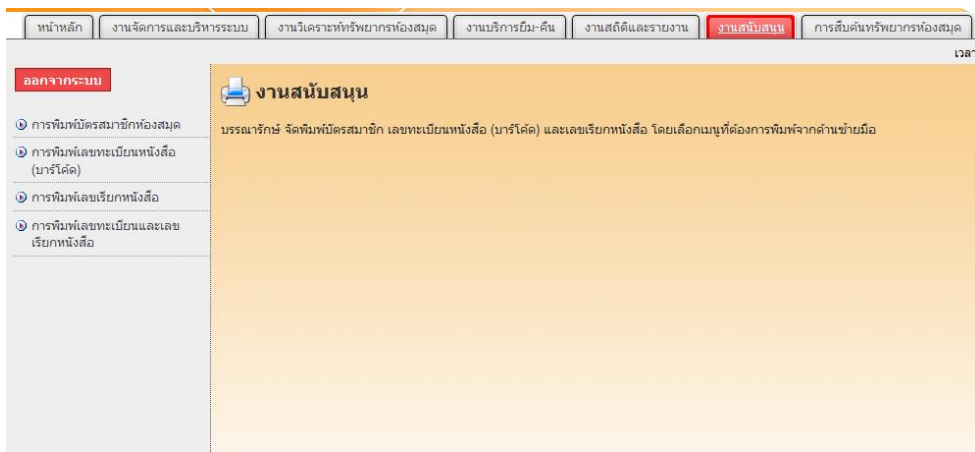 หน้าหลัก งานจัดการและบริหารระบบ งานวิเคราะห์ทรัพยากรห้องสมุด งานบริการยืม-คืน งานสถิติและรายงาน งานสนับสนุน การสืบค้นทรัพยากรห้องสมุด
เวลา
ออกจากระบบ
การพิมพ์บัตรสมาชิกห้องสมุด
การพิมพ์เลขทะเบียนหนังสือ
(บาร์โค้ด)
การพิมพ์เลขเรียกหนังสือ
การพิมพ์เลขทะเบียนและเลข
เรียกหนังสือ
งานสนับสนุน
บรรณารักษ์ จัดพิมพ์บัตรสมาชิก เลขทะเบียนหนังสือ (บาร์โค้ด) และเลขเรียกหนังสือ โดยเลือกเมนูที่ต้องการพิมพ์จากด้านซ้ายมือ